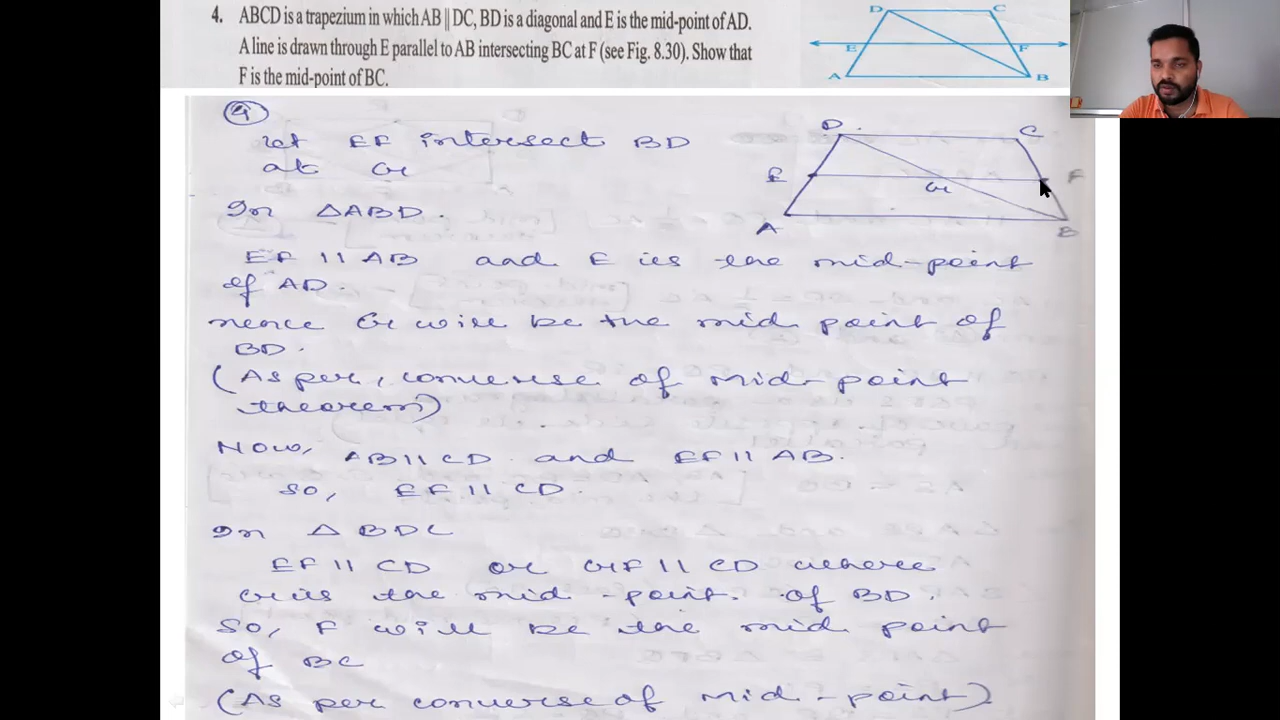 4. ABCD is a trapezium in which AB || DC, BD is a diagonal and E is the mid-point of AD.
A line is drawn through E parallel to AB intersecting BC at F (see Fig. 8.30). Show that
F is the mid-point of BC.
D C
E F
A B
④
Let EF intersect BD
at G
In △ABD.
EF || AB and E is the mid-point
of AD.
Hence G will be the mid point of
BD.
(As per, converse of mid-point
theorem)
Now, AB || CD and EF || AB.
So, EF || CD.
In △ BDC
EF || CD or GF || CD where
G is the mid-point. of BD.
So, F will be the mid point
of BC
(As per converse of mid-point)
D C
E G F
A B